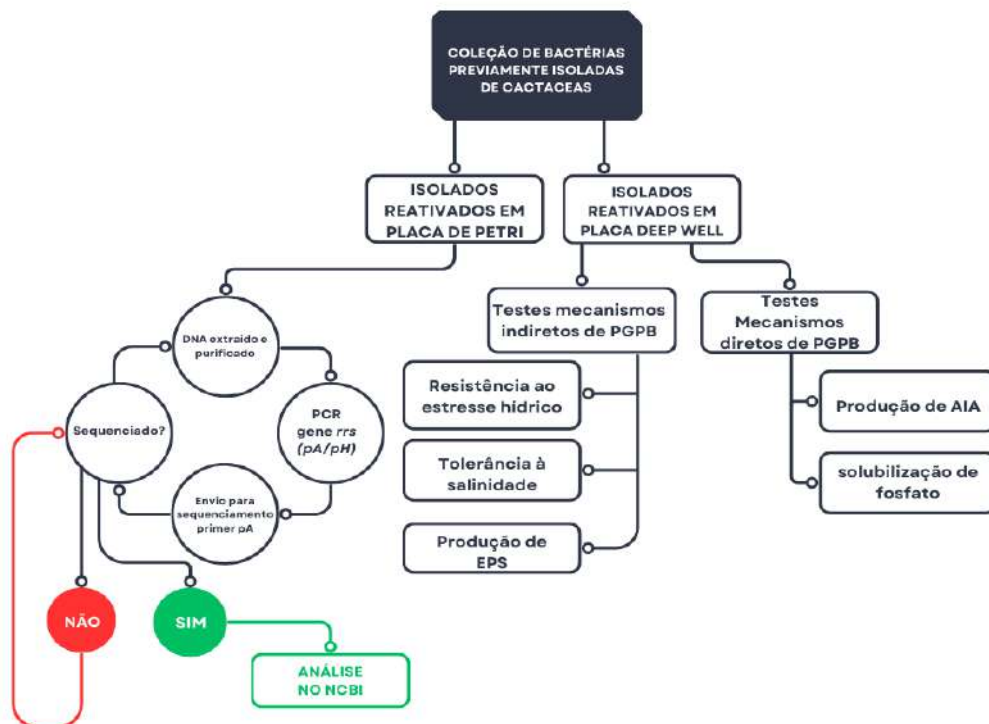 COLEÇÃO DE BACTÉRIAS
PREVIAMENTE ISOLADAS
DE CACTACEAS
ISOLADOS
REATIVADOS EM
PLACA DE PETRI
ISOLADOS
REATIVADOS EM
PLACA DEEP WELL
DNA extraído e
purificado
PCR
gene rrs
(pA/pH)
Envio para
sequenciamento
primer pA
Sequenciado?
NÃO
SIM
ANÁLISE
NO NCBI
Testes mecanismos
indiretos de PGPB
Resistência ao
estresse hídrico
Tolerância à
salinidade
Produção de
EPS
Testes
Mecanismos
diretos de PGPB
Produção de AIA
solubilização de
fosfato